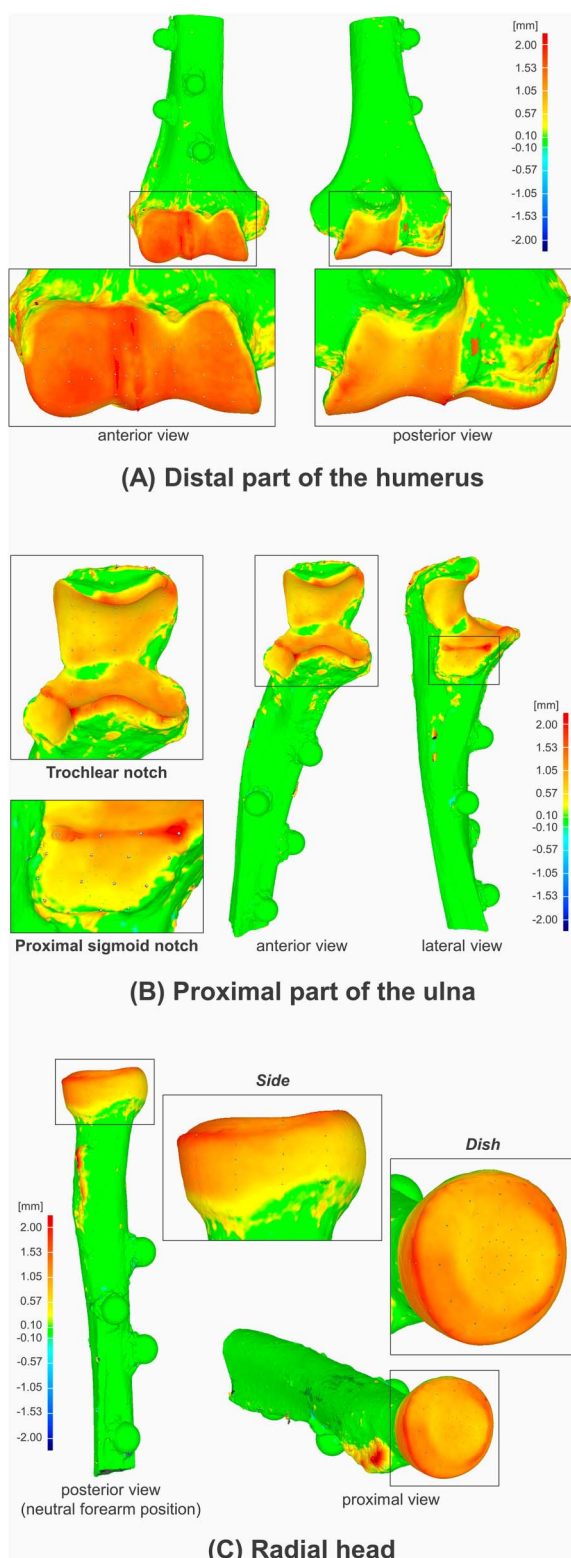 [mm]
2.00
1.53
1.05
0.57
0.10
-0.10
-0.57
-1.05
-1.53
-2.00
anterior view
posterior view
(A) Distal part of the humerus
Trochlear notch
Proximal sigmoid notch
anterior view
lateral view
[mm]
2.00
1.53
1.05
0.57
0.10
-0.10
-0.57
-1.05
-1.53
-2.00
(B) Proximal part of the ulna
Side
Dish
[mm]
2.00
1.53
1.05
0.57
0.10
-0.10
-0.57
-1.05
-1.53
-2.00
posterior view
(neutral forearm position)
proximal view
(C) Radial head